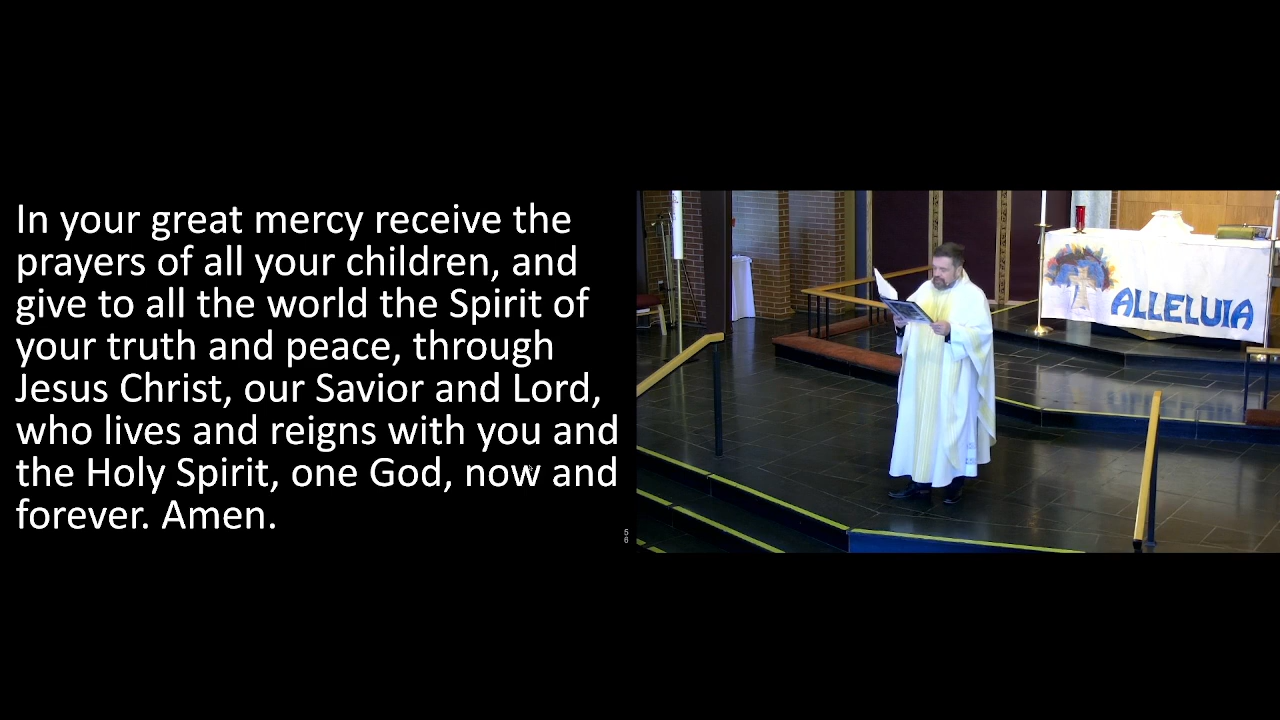 In your great mercy receive the
prayers of all your children, and
give to all the world the Spirit of
your truth and peace, through
Jesus Christ, our Savior and Lord,
who lives and reigns with you and
the Holy Spirit, one God, now and
forever. Amen.
5
6
ALLELUIA